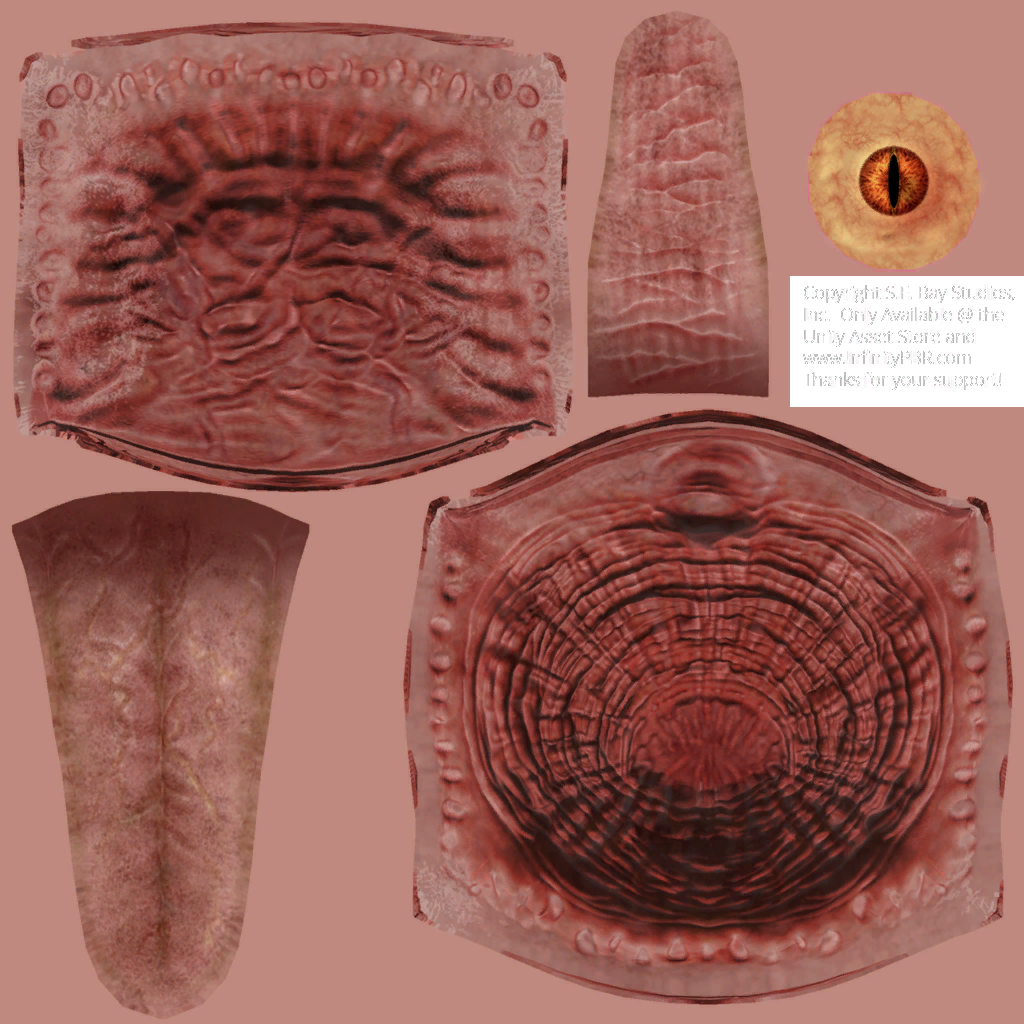 Copyright S.F. Bay Studios,
Inc. Only Available @ the
Unity Asset Store and
www.InfinityPBR.com
Thanks for your support!